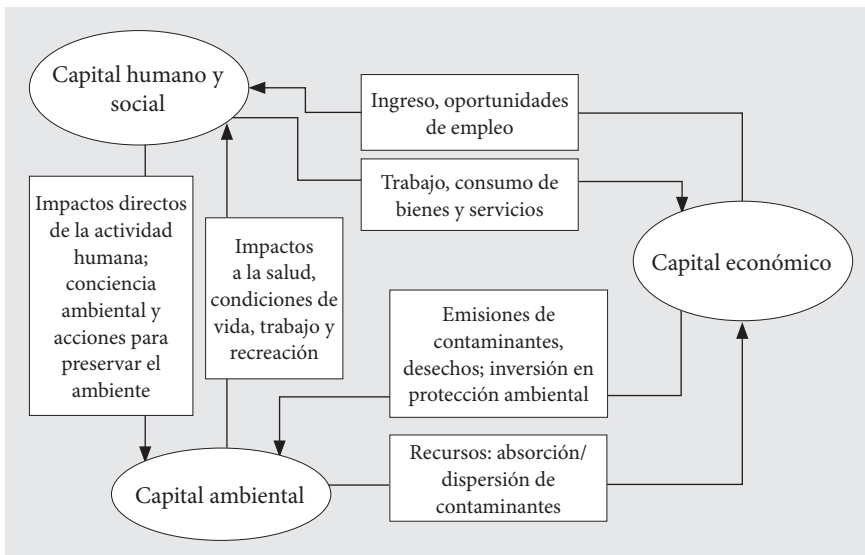 Capital humano y
social
Ingreso, oportunidades
de empleo
Trabajo, consumo de
bienes y servicios
Impactos directos
de la actividad
humana;
conciencia
ambiental y
acciones para
preservar el
ambiente
Impactos
a la salud,
condiciones de
vida, trabajo y
recreación
Capital económico
Emisiones de
contaminantes,
desechos; inversión en
protección ambiental
Recursos: absorción/
dispersión de
contaminantes
Capital ambiental